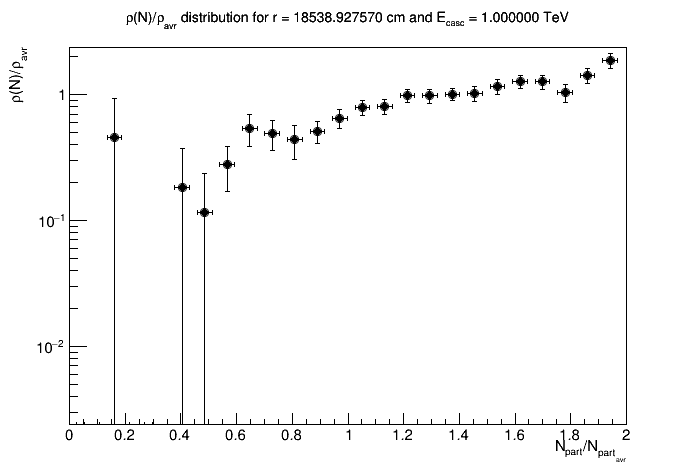 ρ(N)/ρavr distribution for r = 18538.927570 cm and Ecasc = 1.000000 TeV
ρ(N)/ρavr
1
10⁻¹
10⁻²
0 0.2 0.4 0.6 0.8 1 1.2 1.4 1.6 1.8 2
Npart/Npartavr